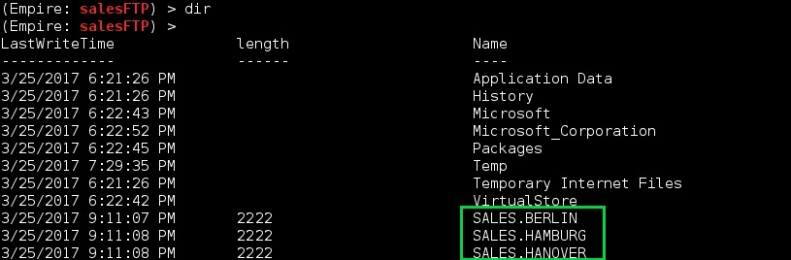 (Empire: salesFTP) > dir
(Empire: salesFTP) >
LastWriteTime length Name
------------- ------ ----
3/25/2017 6:21:26 PM Application Data
3/25/2017 6:21:26 PM History
3/25/2017 6:22:43 PM Microsoft
3/25/2017 6:22:52 PM Microsoft_Corporation
3/25/2017 6:22:45 PM Packages
3/25/2017 7:29:35 PM Temp
3/25/2017 6:21:26 PM Temporary Internet Files
3/25/2017 6:22:42 PM VirtualStore
3/25/2017 9:11:07 PM 2222 SALES.BERLIN
3/25/2017 9:11:08 PM 2222 SALES.HAMBURG
3/25/2017 9:11:08 PM 2222 SALES.HANOVER